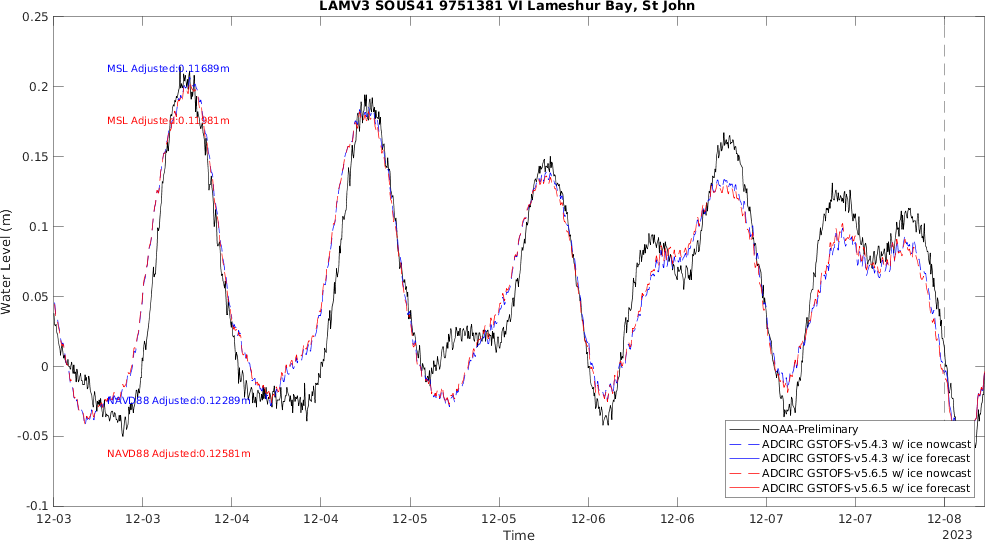 LAMV3 SOUS41 9751381 VI Lameshur Bay, St John
0.25
0.2
0.15
0.1
0.05
0
-0.05
-0.1
Water Level (m)
MSL Adjusted:0.11689m
MSL Adjusted:0.11981m
NAVD88 Adjusted:0.12289m
NAVD88 Adjusted:0.12581m
NOAA-Preliminary
ADCIRC GSTOFS-v5.4.3 w/ ice nowcast
ADCIRC GSTOFS-v5.4.3 w/ ice forecast
ADCIRC GSTOFS-v5.6.5 w/ ice nowcast
ADCIRC GSTOFS-v5.6.5 w/ ice forecast
12-03 12-03 12-04 12-04 12-05 12-05 12-06 12-06 12-07 12-07 12-08
2023
Time